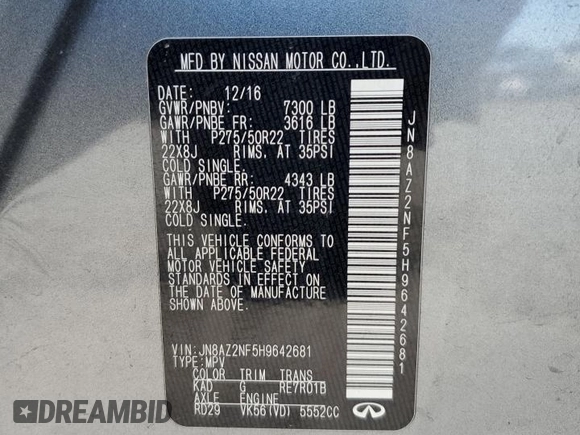 MFD BY NISSAN MOTOR CO.,LTD.
DATE: 12/16
GVWR/PNBV: 7300 LB
GAWR/PNBE FR: 3616 LB
WITH P275/50R22 TIRES
22X8J RIMS. AT 35PSI
COLD SINGLE.
GAWR/PNBE RR: 4343 LB
WITH P275/50R22 TIRES
22X8J RIMS. AT 35PSI
COLD SINGLE.
THIS VEHICLE CONFORMS TO
ALL APPLICABLE FEDERAL
MOTOR VEHICLE SAFETY
STANDARDS IN EFFECT ON
THE DATE OF MANUFACTURE
SHOWN ABOVE.
VIN:JN8AZ2NF5H9642681
TYPE:MPV
COLOR TRIM TRANS
KAD G RE7R01B
AXLE ENGINE
RD29 VK56(VD) 5552CC
JN8AZ2NF5H9642681
DREAMBID
.COM